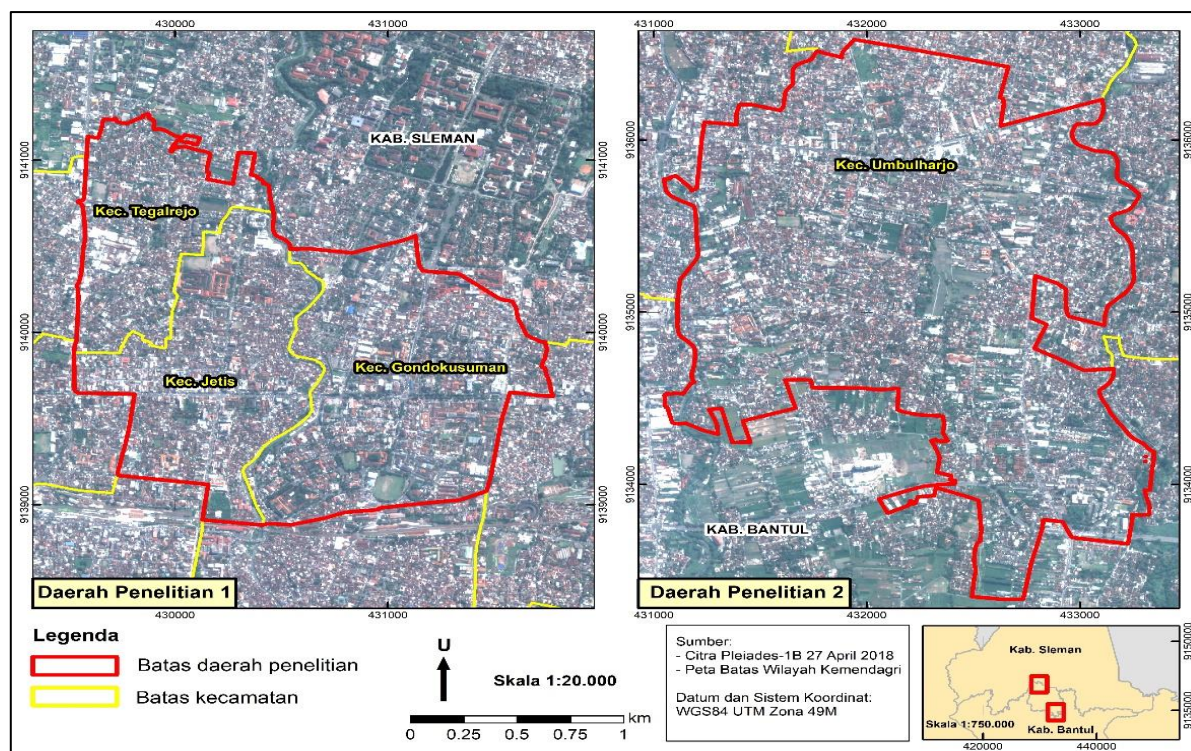 430000
431000
431000
432000
433000
9141000
9141000
9140000
9140000
9139000
9139000
KAB. SLEMAN
Kec. Tegalrejo
Kec. Jetis
Kec. Gondokusuman
Daerah Penelitian 1
430000
431000
9136000
9136000
9135000
9135000
9134000
9134000
Kec. Umbulharjo
KAB. BANTUL
Daerah Penelitian 2
431000
432000
433000
Legenda
Batas daerah penelitian
Batas kecamatan
U
Skala 1:20.000
0 0.25 0.5 0.75 1 km
Sumber:
- Citra Pleiades-1B 27 April 2018
- Peta Batas Wilayah Kemendagri
Datum dan Sistem Koordinat:
WGS84 UTM Zona 49M
Kab. Sleman
Kab. Bantul
Skala 1:750.000
420000
440000
9150000
9135000